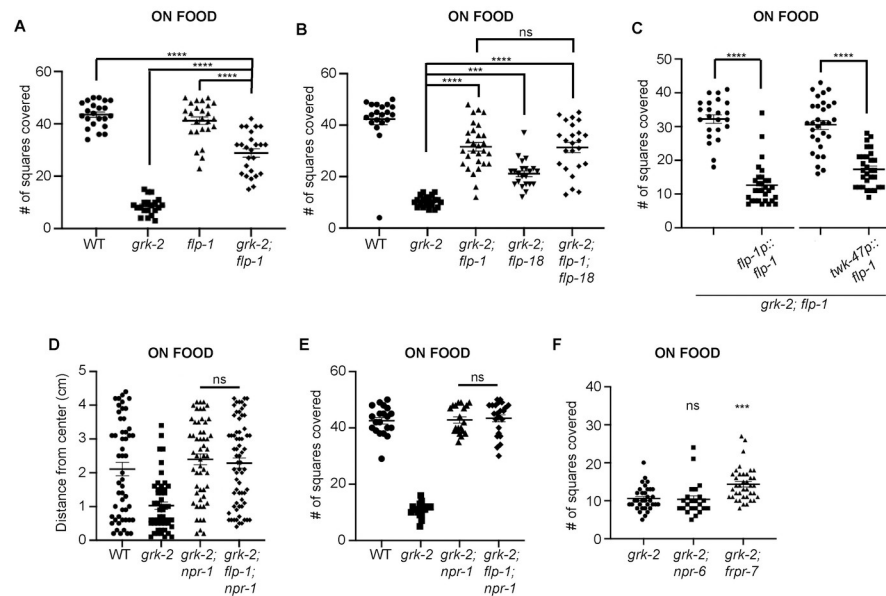 A
ON FOOD
****
****
****
# of squares covered
60
40
20
0
WT
grk-2
flp-1
grk-2;
flp-1
B
ON FOOD
ns
****
***
****
# of squares covered
60
40
20
0
WT
grk-2
grk-2;
flp-1
grk-2;
flp-18
grk-2;
flp-1;
flp-18
C
ON FOOD
****
****
# of squares covered
50
40
30
20
10
0
flp-1p::
flp-1
twk-47p::
flp-1
grk-2; flp-1
D
ON FOOD
ns
Distance from center (cm)
5
4
3
2
1
0
WT
grk-2
grk-2;
npr-1
grk-2;
flp-1;
npr-1
E
ON FOOD
ns
# of squares covered
60
40
20
0
WT
grk-2
grk-2;
npr-1
grk-2;
flp-1;
npr-1
F
ON FOOD
ns
***
# of squares covered
40
30
20
10
0
grk-2
grk-2;
npr-6
grk-2;
frpr-7